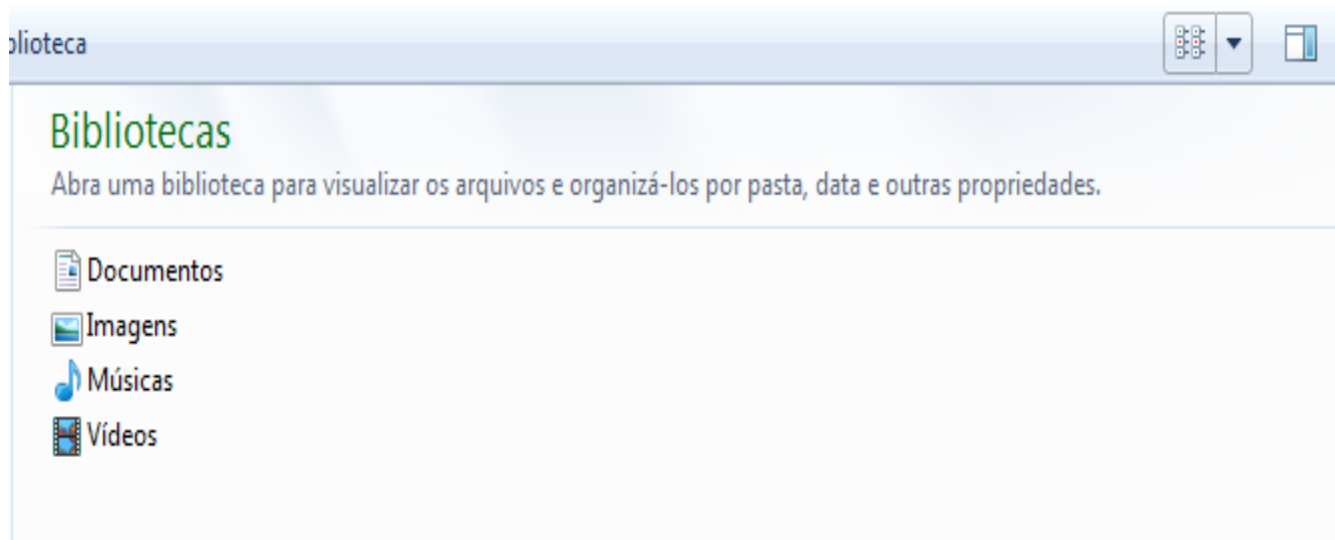 blioteca
Bibliotecas
Abra uma biblioteca para visualizar os arquivos e organizá-los por pasta, data e outras propriedades.
Documentos
Imagens
Músicas
Vídeos